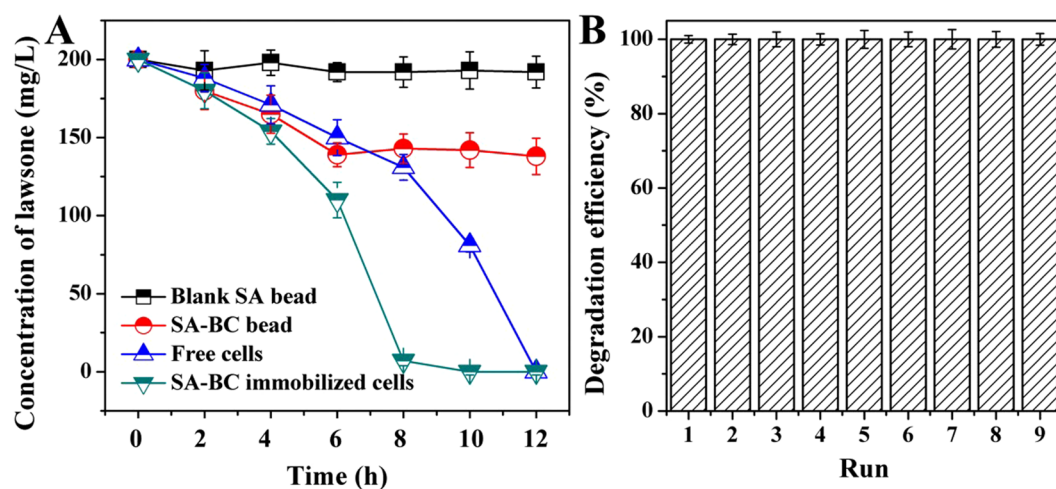 A
Concentration of lawsone (mg/L)
200
150
100
50
0
Blank SA bead
SA-BC bead
Free cells
SA-BC immobilized cells
0 2 4 6 8 10 12
Time (h)
B
Degradation efficiency (%)
100
80
60
40
20
0
1 2 3 4 5 6 7 8 9
Run